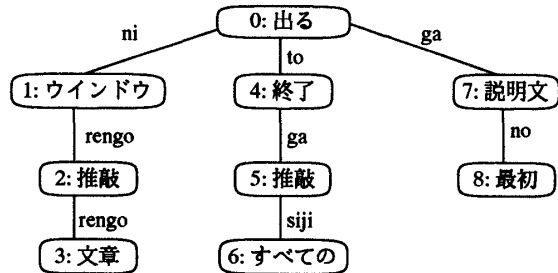 0: 出る
ni to ga
1: ウインドウ 4: 終了 7: 説明文
rengo ga no
2: 推敲 5: 推敲 8: 最初
rengo siji
3: 文章 6: すべての